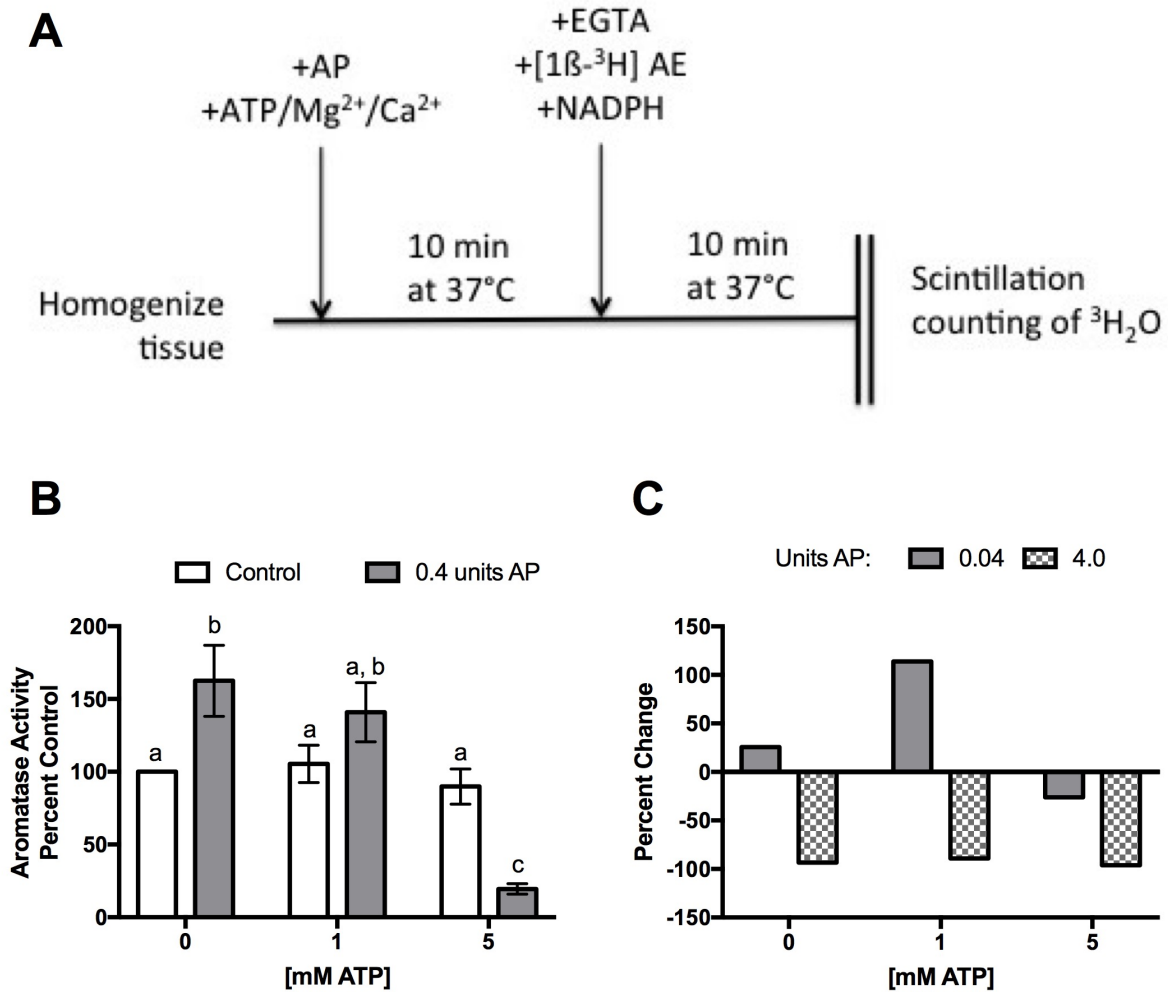 A
+AP
+ATP/Mg²⁺/Ca²⁺
+EGTA
+[1ß-³H] AE
+NADPH
10 min
at 37°C
10 min
at 37°C
Homogenize
tissue
Scintillation
counting of ³H₂O
B
Control
0.4 units AP
Aromatase Activity
Percent Control
200
150
100
50
0
a
b
a
a, b
a
c
0
1
5
[mM ATP]
C
Units AP:
0.04
4.0
Percent Change
150
100
50
0
-50
-100
-150
0
1
5
[mM ATP]